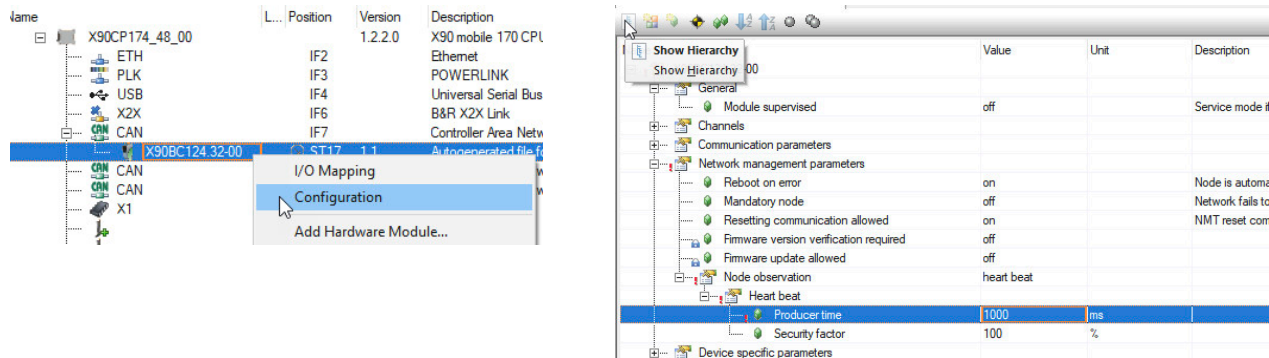 Name L... Position Version Description
X90CP174_48_00 1.2.2.0 X90 mobile 170 CPU
ETH IF2 Ethernet
PLK IF3 POWERLINK
USB IF4 Universal Serial Bus
X2X IF6 B&R X2X Link
CAN IF7 Controller Area Netw
X90BC124.32-00 ST17 1.1 Autogenerated file fo
CAN
CAN
X1
I/O Mapping
Configuration
Add Hardware Module...
Value Unit Description
Show Hierarchy
Show Hierarchy -00
General
Module supervised off Service mode if
Channels
Communication parameters
Network management parameters
Reboot on error on Node is automa
Mandatory node off Network fails to
Resetting communication allowed on NMT reset com
Firmware version verification required off
Firmware update allowed off
Node observation heart beat
Heart beat
Producer time 1000 ms
Security factor 100 %
Device specific parameters